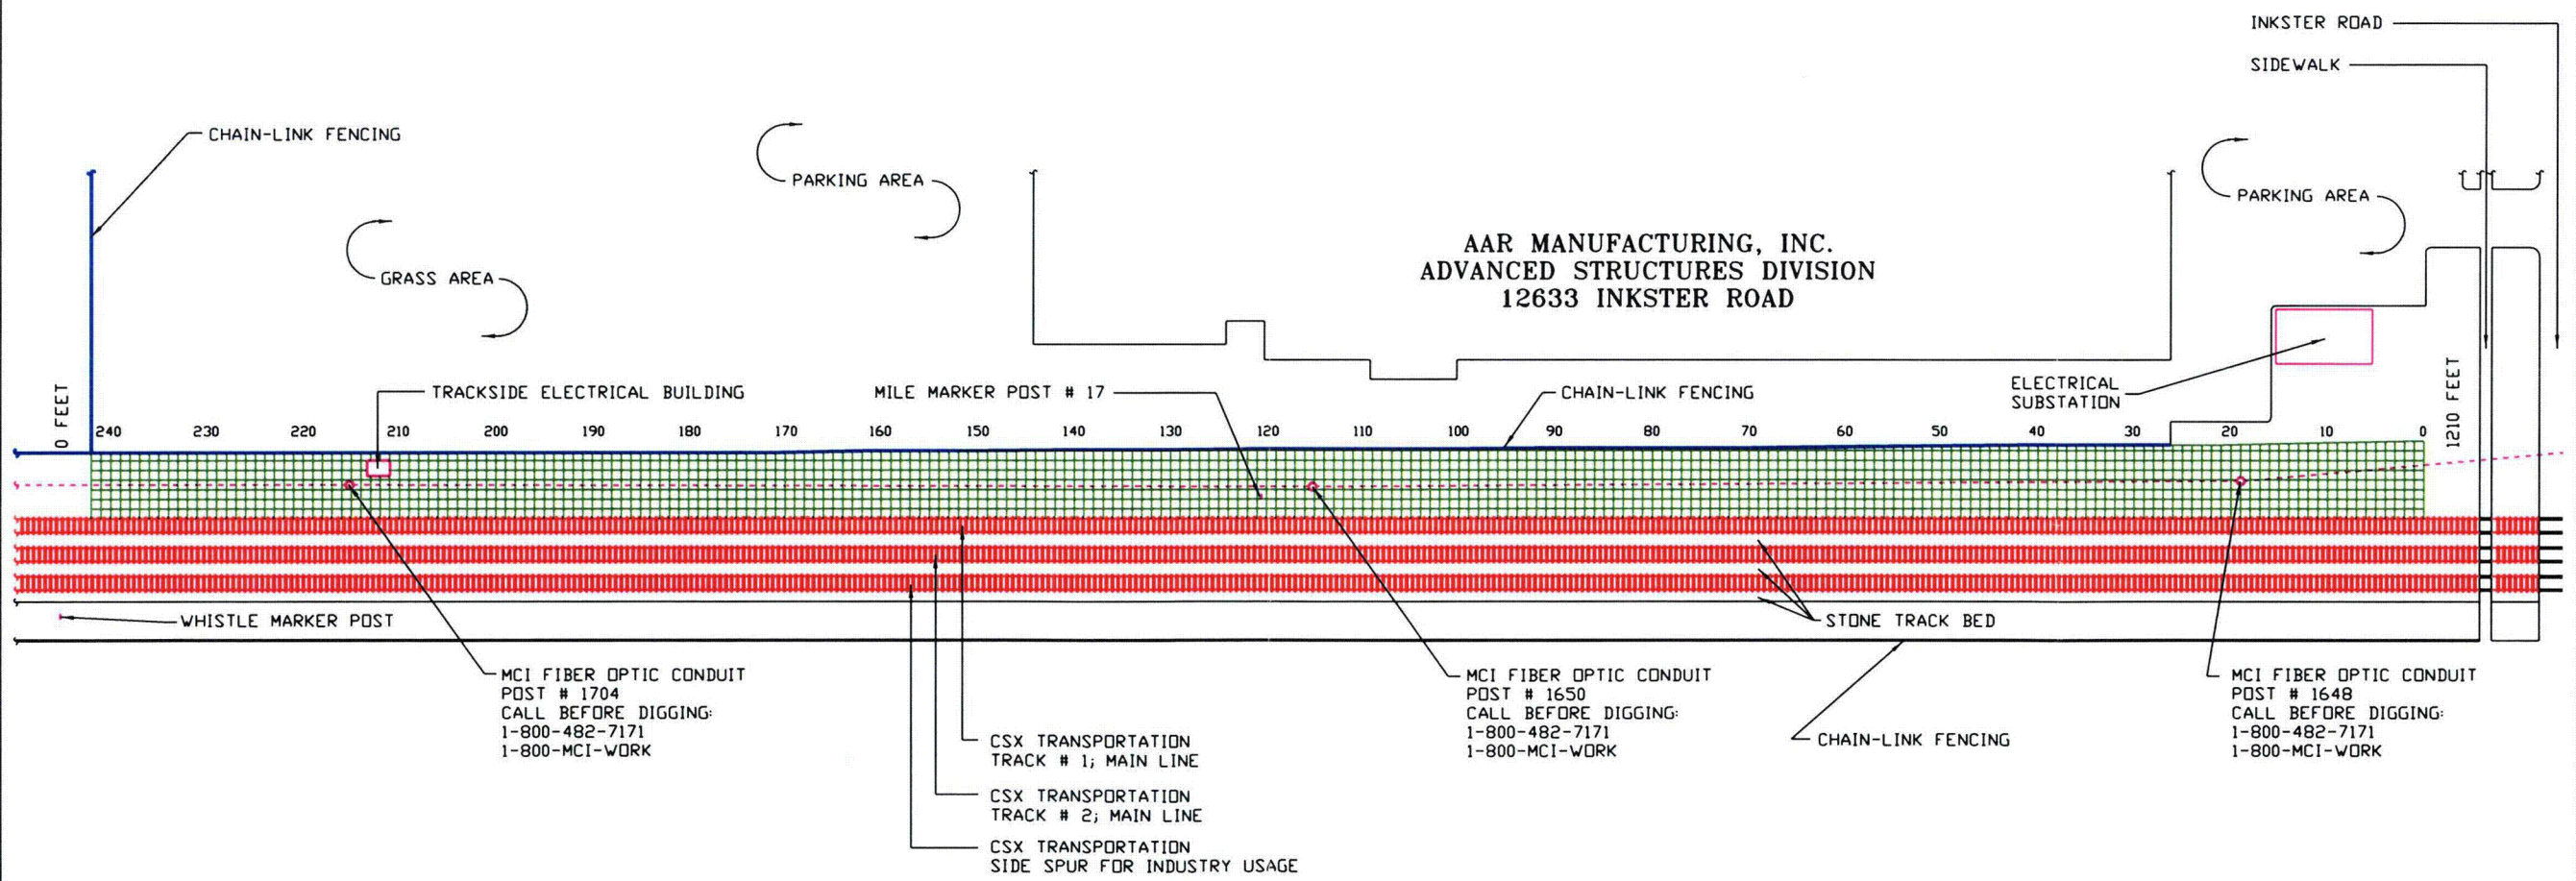 INKSTER ROAD
SIDEWALK
CHAIN-LINK FENCING
PARKING AREA
PARKING AREA
GRASS AREA
AAR MANUFACTURING, INC.
ADVANCED STRUCTURES DIVISION
12633 INKSTER ROAD
0 FEET
TRACKSIDE ELECTRICAL BUILDING
MILE MARKER POST # 17
CHAIN-LINK FENCING
ELECTRICAL
SUBSTATION
1210 FEET
240 230 220 210 200 190 180 170 160 150 140 130 120 110 100 90 80 70 60 50 40 30 20 10 0
WHISTLE MARKER POST
STONE TRACK BED
MCI FIBER OPTIC CONDUIT
POST # 1704
CALL BEFORE DIGGING:
1-800-482-7171
1-800-MCI-WORK
MCI FIBER OPTIC CONDUIT
POST # 1650
CALL BEFORE DIGGING:
1-800-482-7171
1-800-MCI-WORK
MCI FIBER OPTIC CONDUIT
POST # 1648
CALL BEFORE DIGGING:
1-800-482-7171
1-800-MCI-WORK
CHAIN-LINK FENCING
CSX TRANSPORTATION
TRACK # 1; MAIN LINE
CSX TRANSPORTATION
TRACK # 2; MAIN LINE
CSX TRANSPORTATION
SIDE SPUR FOR INDUSTRY USAGE